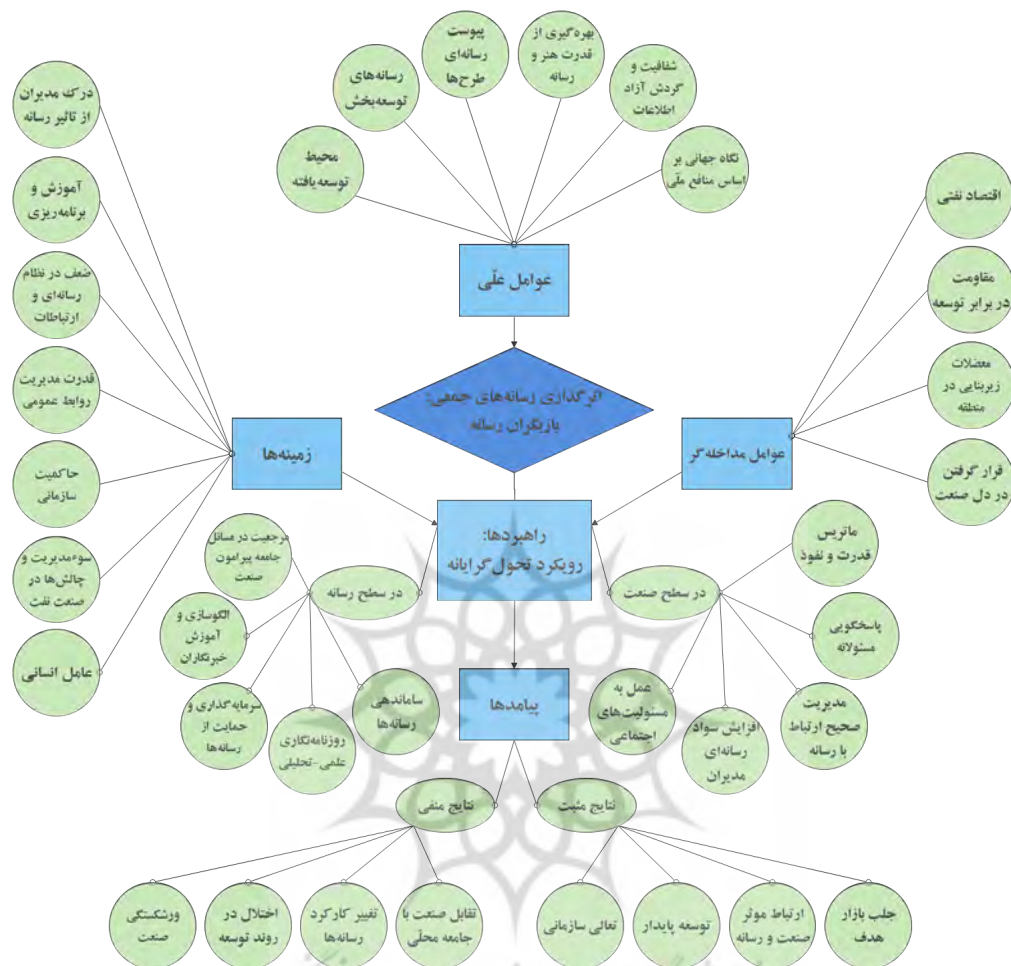 پیوست
رسانه‌ای
طرح‌ها
بهره‌گیری از
قدرت هنر و
رسانه
رسانه‌های
توسعه‌بخش
شفافیت و
گردش آزاد
اطلاعات
محیط
توسعه‌یافته
نگاه جهانی بر
اساس منافع ملّی
عوامل علّی
اثرگذاری رسانه‌های جمعی:
بازیگران رسانه
درک مدیران
از تاثیر رسانه
آموزش و
برنامه‌ریزی
ضعف در نظام
رسانه‌ای و
ارتباطات
قدرت مدیریت
روابط عمومی
حاکمیت
سازمانی
سوءمدیریت و
چالش‌ها در
صنعت نفت
عامل انسانی
زمینه‌ها
اقتصاد نفتی
مقاومت
در برابر توسعه
معضلات
زیربنایی در
منطقه
قرار گرفتن
در دل صنعت
عوامل مداخله‌گر
راهبردها:
رویکرد تحول‌گرایانه
در سطح صنعت
ماتریس
قدرت و نفوذ
پاسخگویی
مسئولانه
مدیریت
صحیح ارتباط
با رسانه
افزایش سواد
رسانه‌ای
مدیران
عمل به
مسئولیت‌های
اجتماعی
در سطح رسانه
مرجعیت در مسائل
جامعه پیرامون
صنعت
الکوسازی و
آموزش
خبرنگاران
سرمایه‌گذاری و
حمایت از
رسانه‌ها
روزنامه‌نگاری
علمی-تحلیلی
ساماندهی
رسانه‌ها
پیامدها
نتایج مثبت
نتایج منفی
جلب بازار
هدف
ارتباط موثر
صنعت و رسانه
توسعه پایدار
تعالی سازمانی
تقابل صنعت با
جامعه محلّی
تغییر کارکرد
رسانه‌ها
اختلال در
روند توسعه
ورشکستگی
صنعت